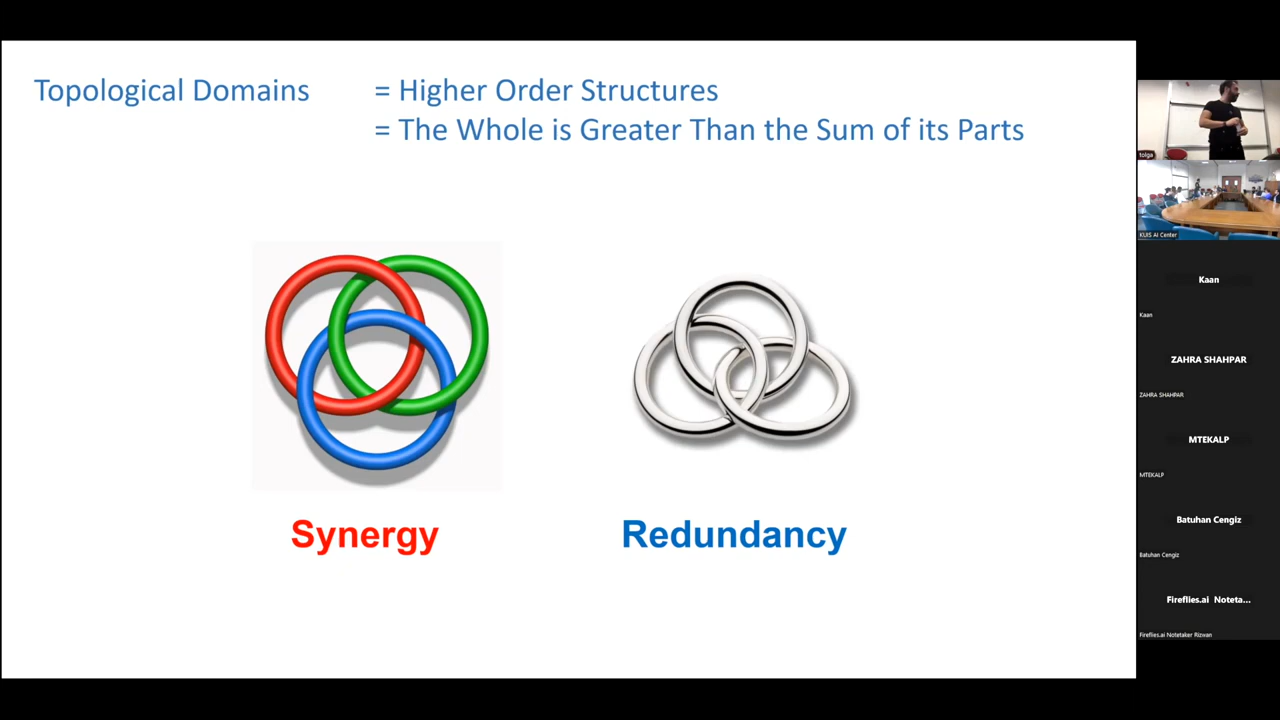 Topological Domains = Higher Order Structures
= The Whole is Greater Than the Sum of its Parts
Synergy
Redundancy
tolga
KUIS AI Center
Kaan
Kaan
ZAHRA SHAHPAR
ZAHRA SHAHPAR
MTEKALP
MTEKALP
Batuhan Cengiz
Batuhan Cengiz
Fireflies.ai Noteta...
Fireflies.ai Notetaker Rizwan